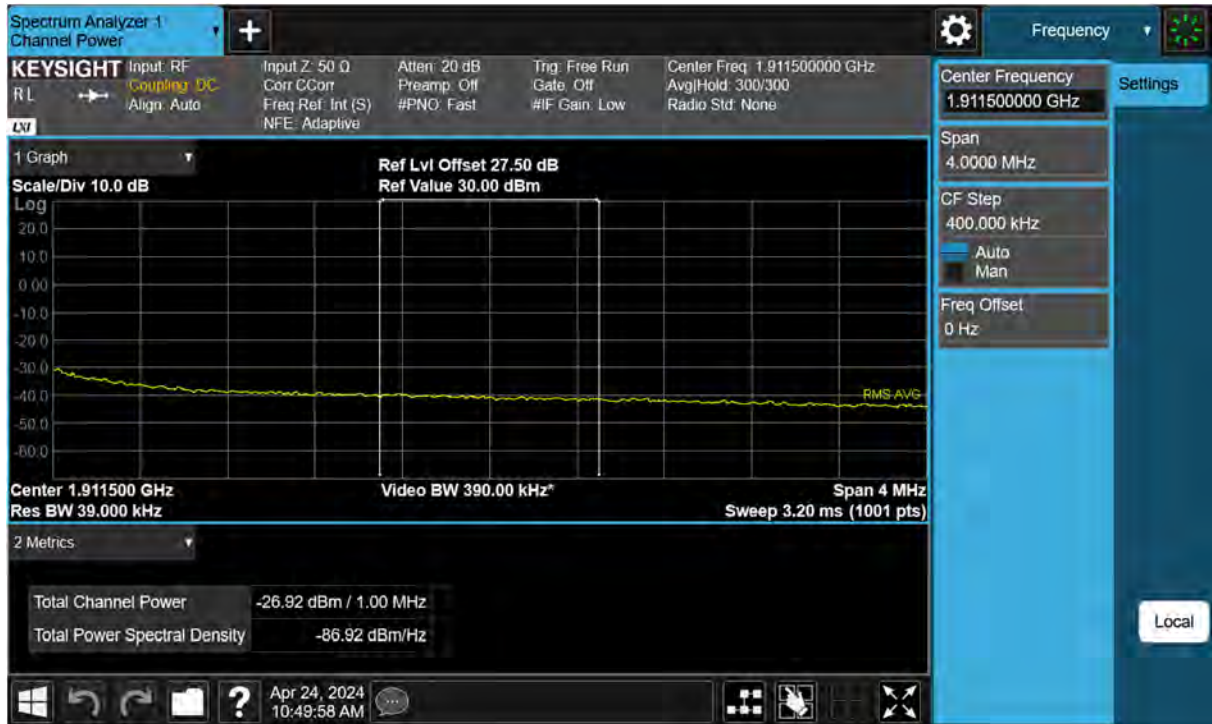 Spectrum Analyzer 1
Channel Power
Frequency
KEYSIGHT
RL
LXI
Input: RF
Coupling: DC
Align: Auto
Input Z: 50 Ω
Corr CCorr
Freq Ref: Int (S)
NFE: Adaptive
Atten: 20 dB
Preamp: Off
#PNO: Fast
Trig: Free Run
Gate: Off
#IF Gain: Low
Center Freq: 1.911500000 GHz
Avg|Hold: 300/300
Radio Std: None
Center Frequency
1.911500000 GHz
Settings
Span
4.0000 MHz
CF Step
400.000 kHz
Auto
Man
Freq Offset
0 Hz
1 Graph
Scale/Div 10.0 dB
Ref Lvl Offset 27.50 dB
Ref Value 30.00 dBm
Log
20.0
10.0
0.00
-10.0
-20.0
-30.0
-40.0
-50.0
-60.0
RMS AVG
Center 1.911500 GHz
Res BW 39.000 kHz
Video BW 390.00 kHz*
Span 4 MHz
Sweep 3.20 ms (1001 pts)
2 Metrics
Total Channel Power -26.92 dBm / 1.00 MHz
Total Power Spectral Density -86.92 dBm/Hz
Local
?
Apr 24, 2024
10:49:58 AM